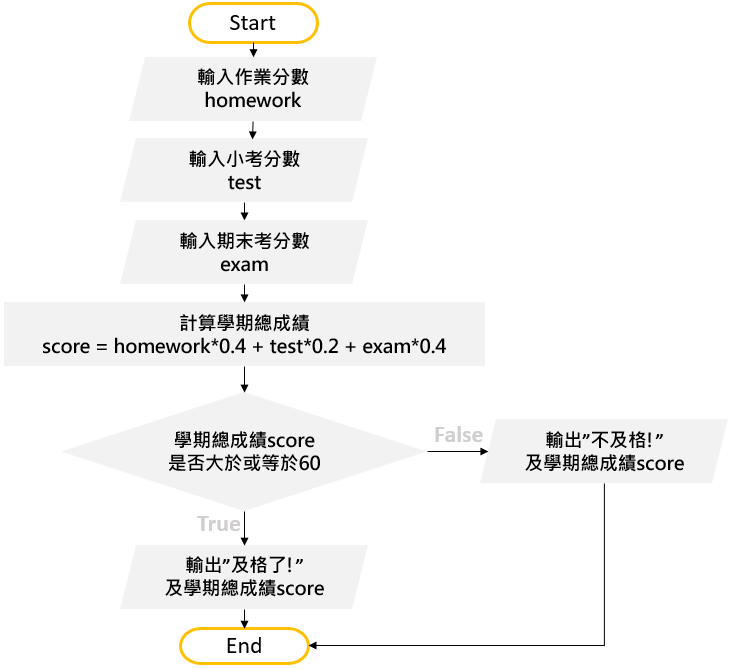 Start
輸入作業分數
homework
輸入小考分數
test
輸入期末考分數
exam
計算學期總成績
score = homework*0.4 + test*0.2 + exam*0.4
學期總成績score
是否大於或等於60
False
輸出”不及格!”
及學期總成績score
True
輸出”及格了!”
及學期總成績score
End